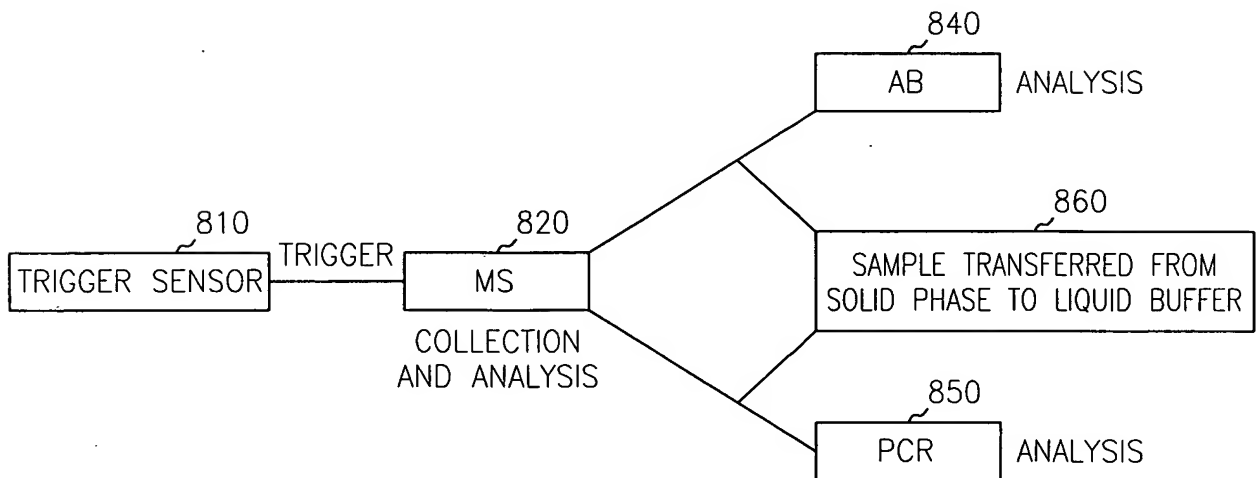 840
AB ANALYSIS
810
TRIGGER SENSOR
TRIGGER
820
MS
COLLECTION
AND ANALYSIS
860
SAMPLE TRANSFERRED FROM
SOLID PHASE TO LIQUID BUFFER
850
PCR ANALYSIS